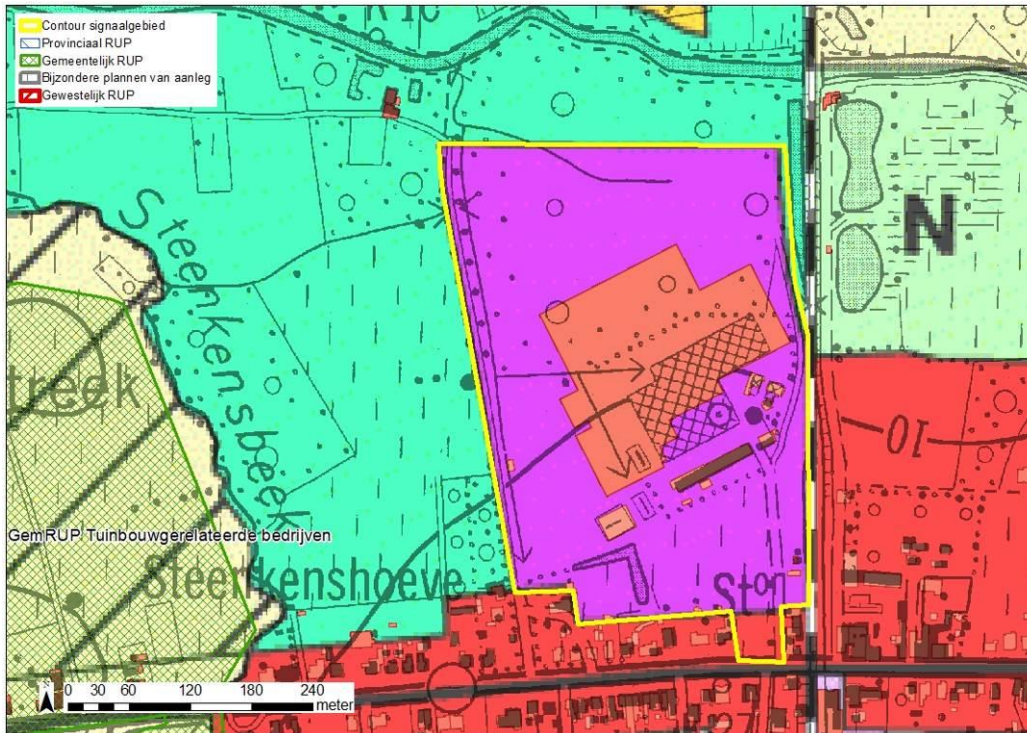 Contour signaalgebied
Provinciaal RUP
Gemeentelijk RUP
Bijzondere plannen van aanleg
Gewestelijk RUP
N
Steenkensbeek
treek
10
GemRUP Tuinbouwgerelateerde bedrijven
Steenkenshoeve
Stᵒⁿ
0 30 60 120 180 240
meter